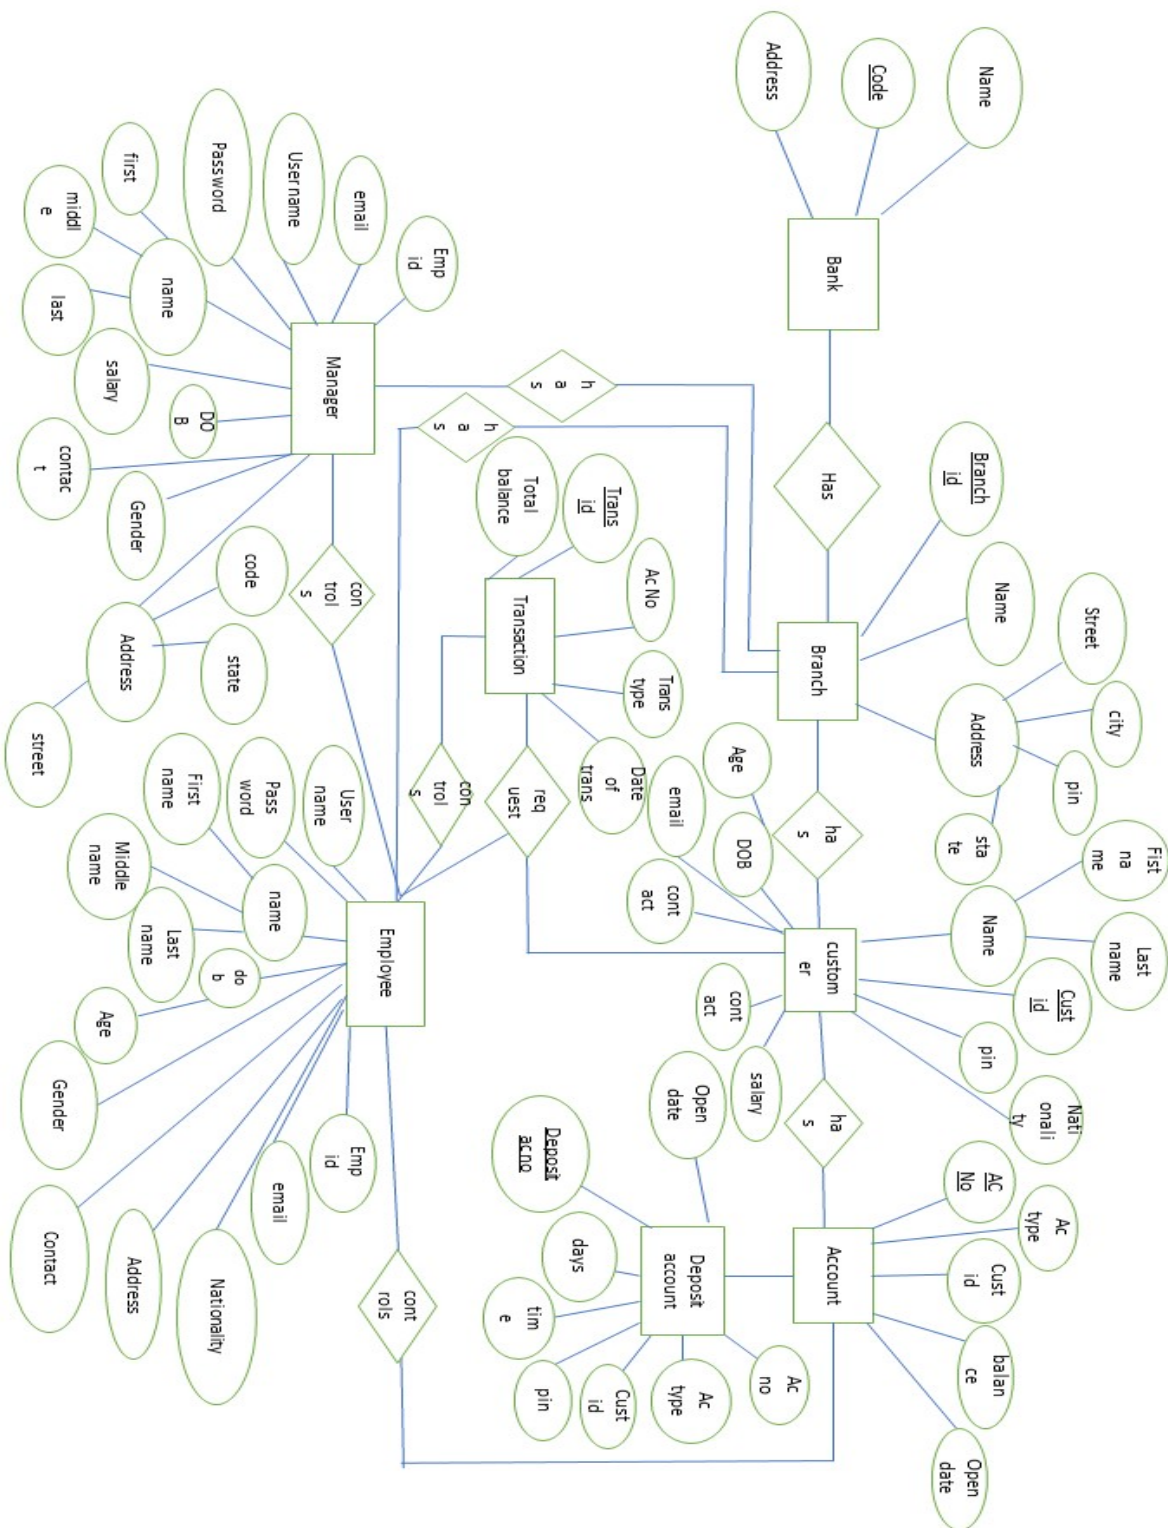 Name
Code
Address
Bank
Has
Branch
id
Name
Street
city
Address
pin
sta
te
Branch
h
a
s
h
a
s
Emp
id
email
Username
Password
first
middl
e
name
last
salary
DO
B
contac
t
Gender
Manager
con
trol
s
code
state
Address
street
Total
balance
Trans
id
Ac No
Transaction
Trans
type
Date
of
trans
con
trol
s
req
uest
ha
s
Age
email
DOB
cont
act
custom
er
Fist
na
me
Name
Last
name
Cust
id
pin
Nati
onali
ty
cont
act
salary
ha
s
User
name
Pass
word
First
name
Middle
name
name
Last
name
do
b
Age
Gender
Employee
Emp
id
email
Nationality
Address
Contact
cont
rols
AC
No
Ac
type
Cust
id
balan
ce
Open
date
Account
Open
date
Deposit
ac.no
days
tim
e
pin
Cust
id
Ac
type
Ac
no
Deposit
account